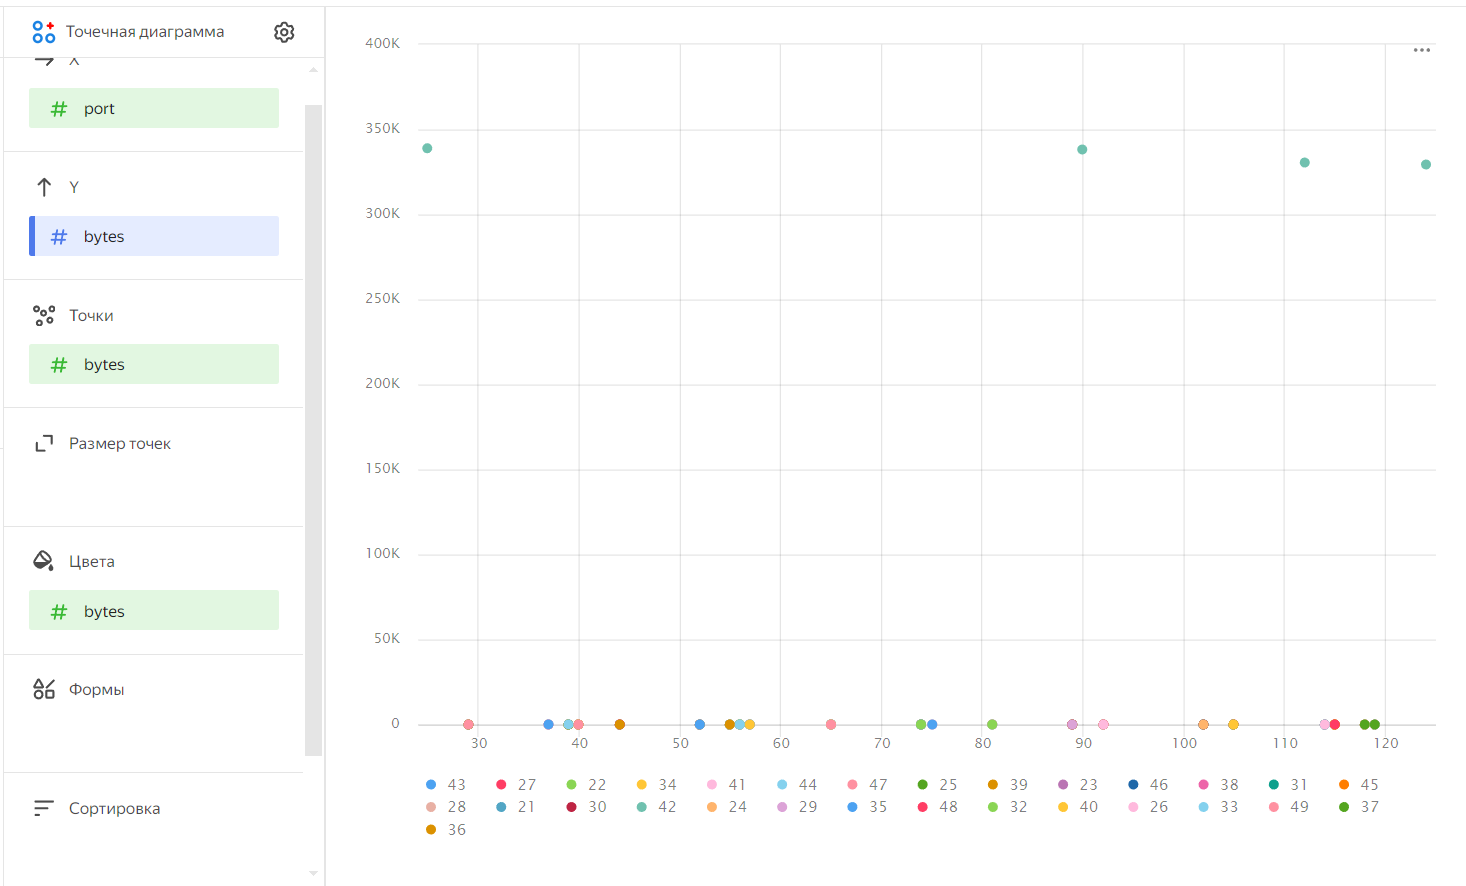 Точечная диаграмма
X
# port
Y
# bytes
Точки
# bytes
Размер точек
Цвета
# bytes
Формы
Сортировка
400K
350K
300K
250K
200K
150K
100K
50K
0
30 40 50 60 70 80 90 100 110 120
43 27 22 34 41 44 47 25 39 23 46 38 31 45
28 21 30 42 24 29 35 48 32 40 26 33 49 37
36